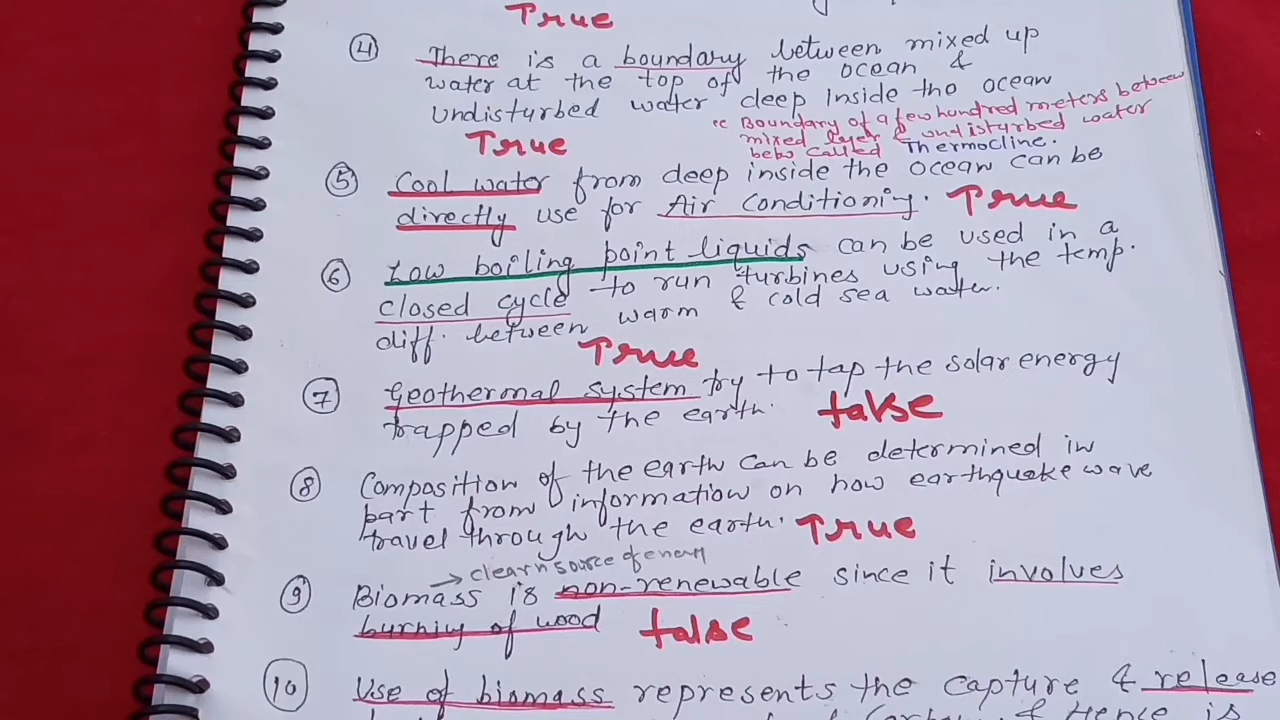 True
④ There is a boundary between mixed up
water at the top of the ocean &
undisturbed water deep inside the ocean
True
" Boundary of a few hundred meters between
mixed layer & undisturbed water
called Thermocline.
⑤ Cool water from deep inside the ocean can be
directly use for Air Conditioning. True
⑥ Low boiling point liquids can be used in a
closed cycle to run turbines using the temp.
diff. between warm & cold sea water.
True
⑦ Geothermal system try to tap the solar energy
trapped by the earth. false
⑧ Composition of the earth can be determined in
part from information on how earthquake wave
travel through the earth. True
→ clearn source of energy
⑨ Biomass is non-renewable since it involves
burning of wood false
⑩ Use of biomass represents the capture & release
& Hence is